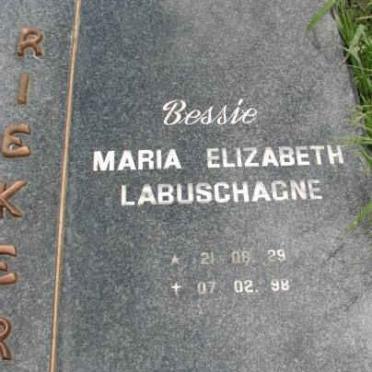 RIEKER
Bessie
MARIA ELIZABETH
LABUSCHAGNE
★ 21 08 29
✝ 07 02. 98